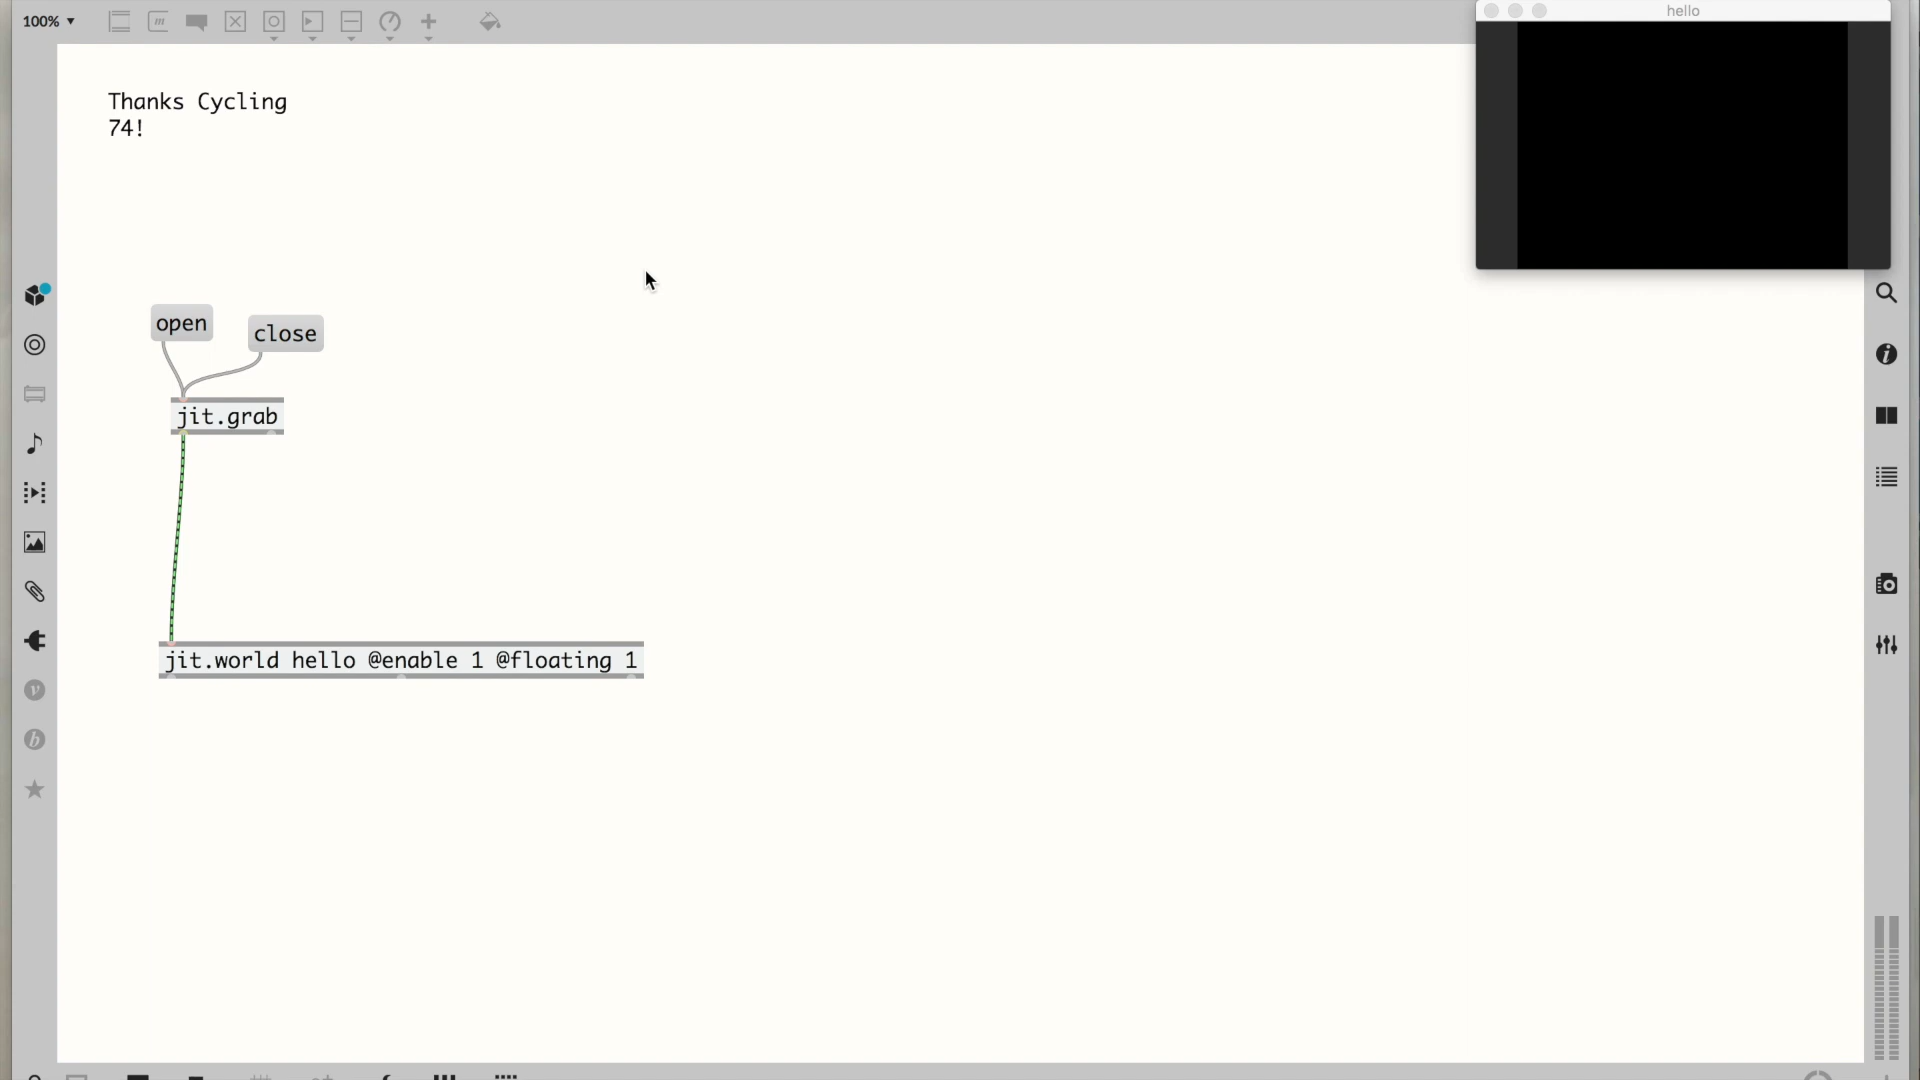 100%
hello
Thanks Cycling
74!
open
close
jit.grab
jit.world hello @enable 1 @floating 1